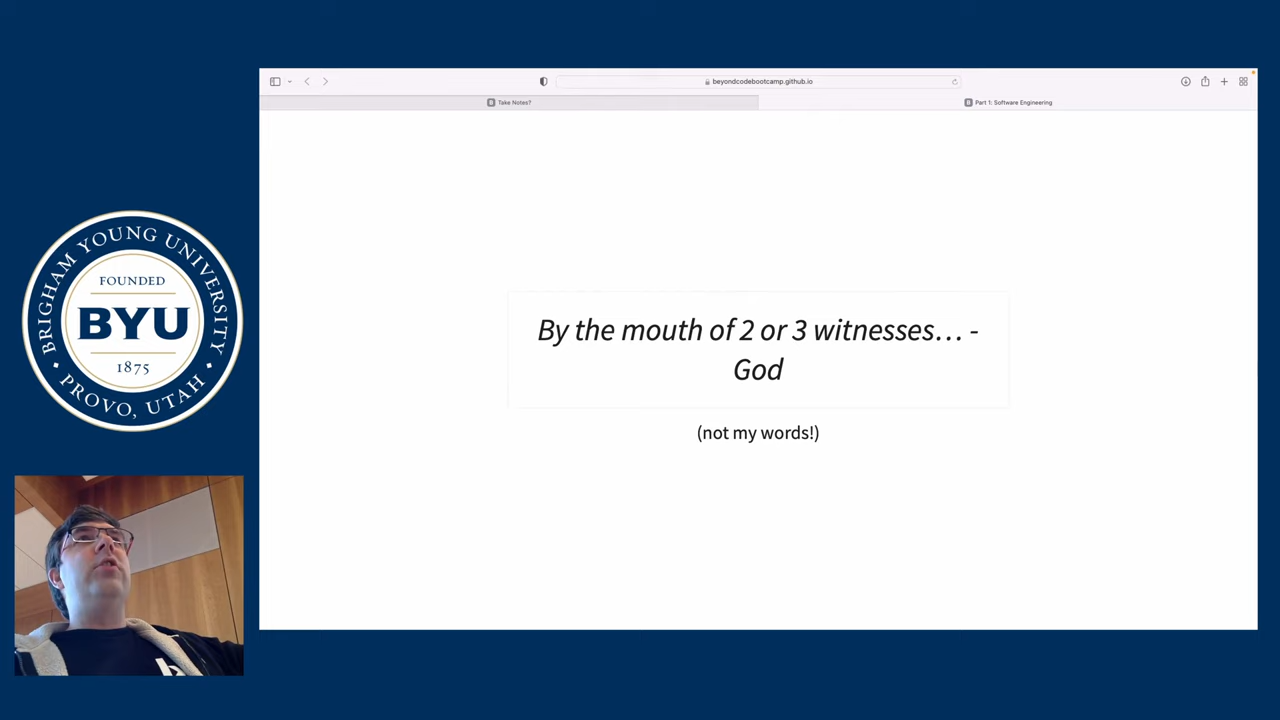 beyondcodebootcamp.github.io
B Take Notes?
B Part 1: Software Engineering
By the mouth of 2 or 3 witnesses… -
God
(not my words!)
BRIGHAM YOUNG UNIVERSITY
FOUNDED
BYU
1875
PROVO, UTAH
b